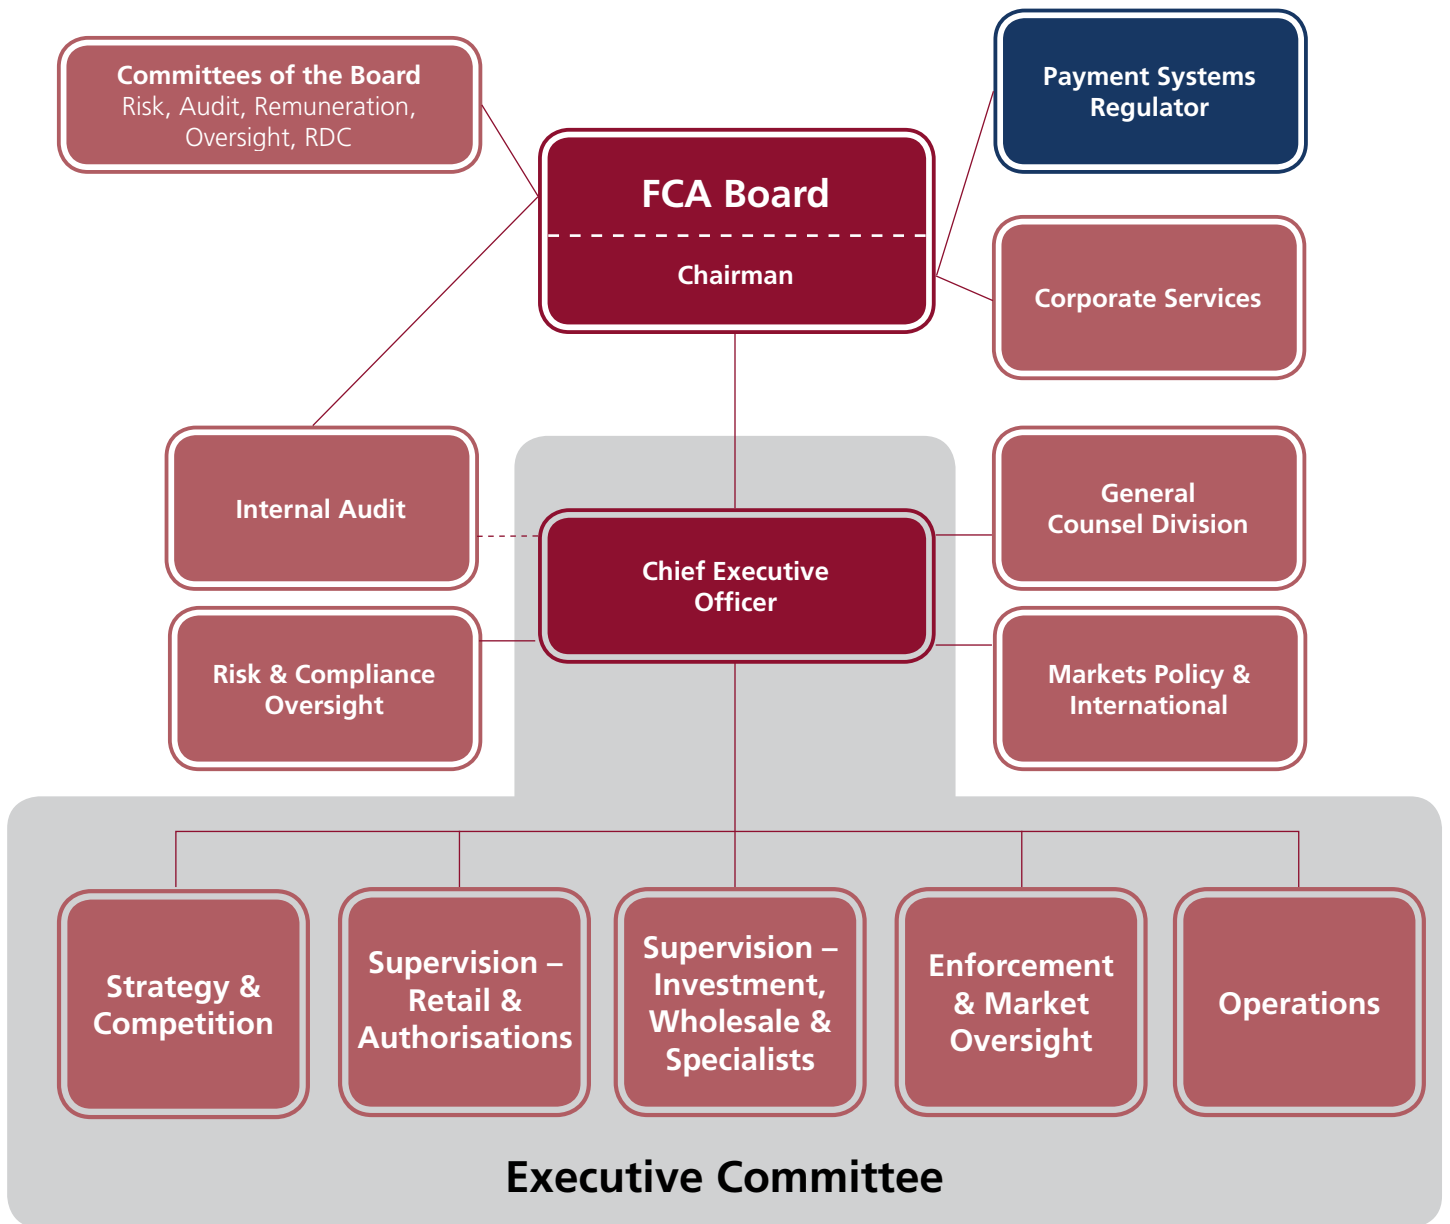 Committees of the Board
Risk, Audit, Remuneration,
Oversight, RDC
Payment Systems
Regulator
FCA Board
Chairman
Corporate Services
Internal Audit
General
Counsel Division
Chief Executive
Officer
Risk & Compliance
Oversight
Markets Policy &
International
Strategy &
Competition
Supervision –
Retail &
Authorisations
Supervision –
Investment,
Wholesale &
Specialists
Enforcement
& Market
Oversight
Operations
Executive Committee